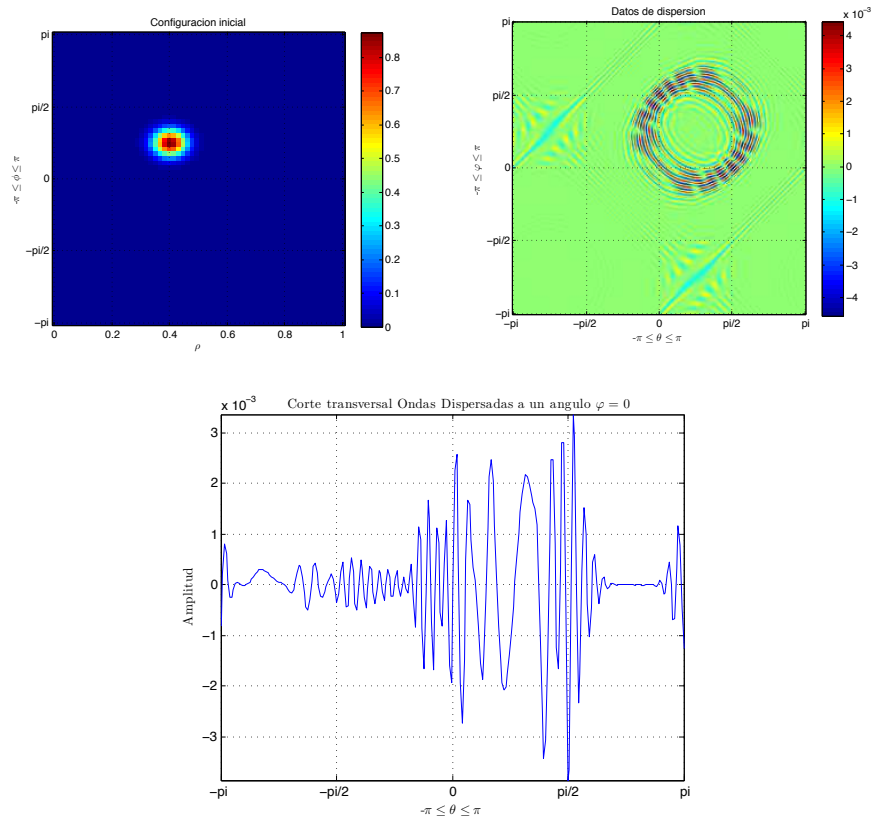 Configuracion inicial
pi
pi/2
0
−pi/2
−pi
-π ≤ ϕ ≤ π
0
0.2
0.4
0.6
0.8
1
ρ
0.8
0.7
0.6
0.5
0.4
0.3
0.2
0.1
0
Datos de dispersion
pi
pi/2
0
−pi/2
−pi
-π ≤ φ ≤ π
−pi
−pi/2
0
pi/2
pi
-π ≤ θ ≤ π
x 10⁻³
4
3
2
1
0
−1
−2
−3
−4
Corte transversal Ondas Dispersadas a un angulo φ = 0
x 10⁻³
3
2
1
0
−1
−2
−3
Amplitud
−pi
−pi/2
0
pi/2
pi
-π ≤ θ ≤ π